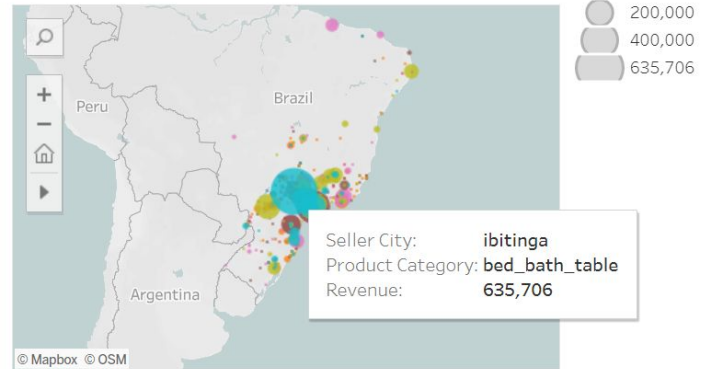 200,000
400,000
635,706
Peru
Brazil
Seller City: ibitinga
Product Category: bed_bath_table
Revenue: 635,706
Argentina
© Mapbox © OSM